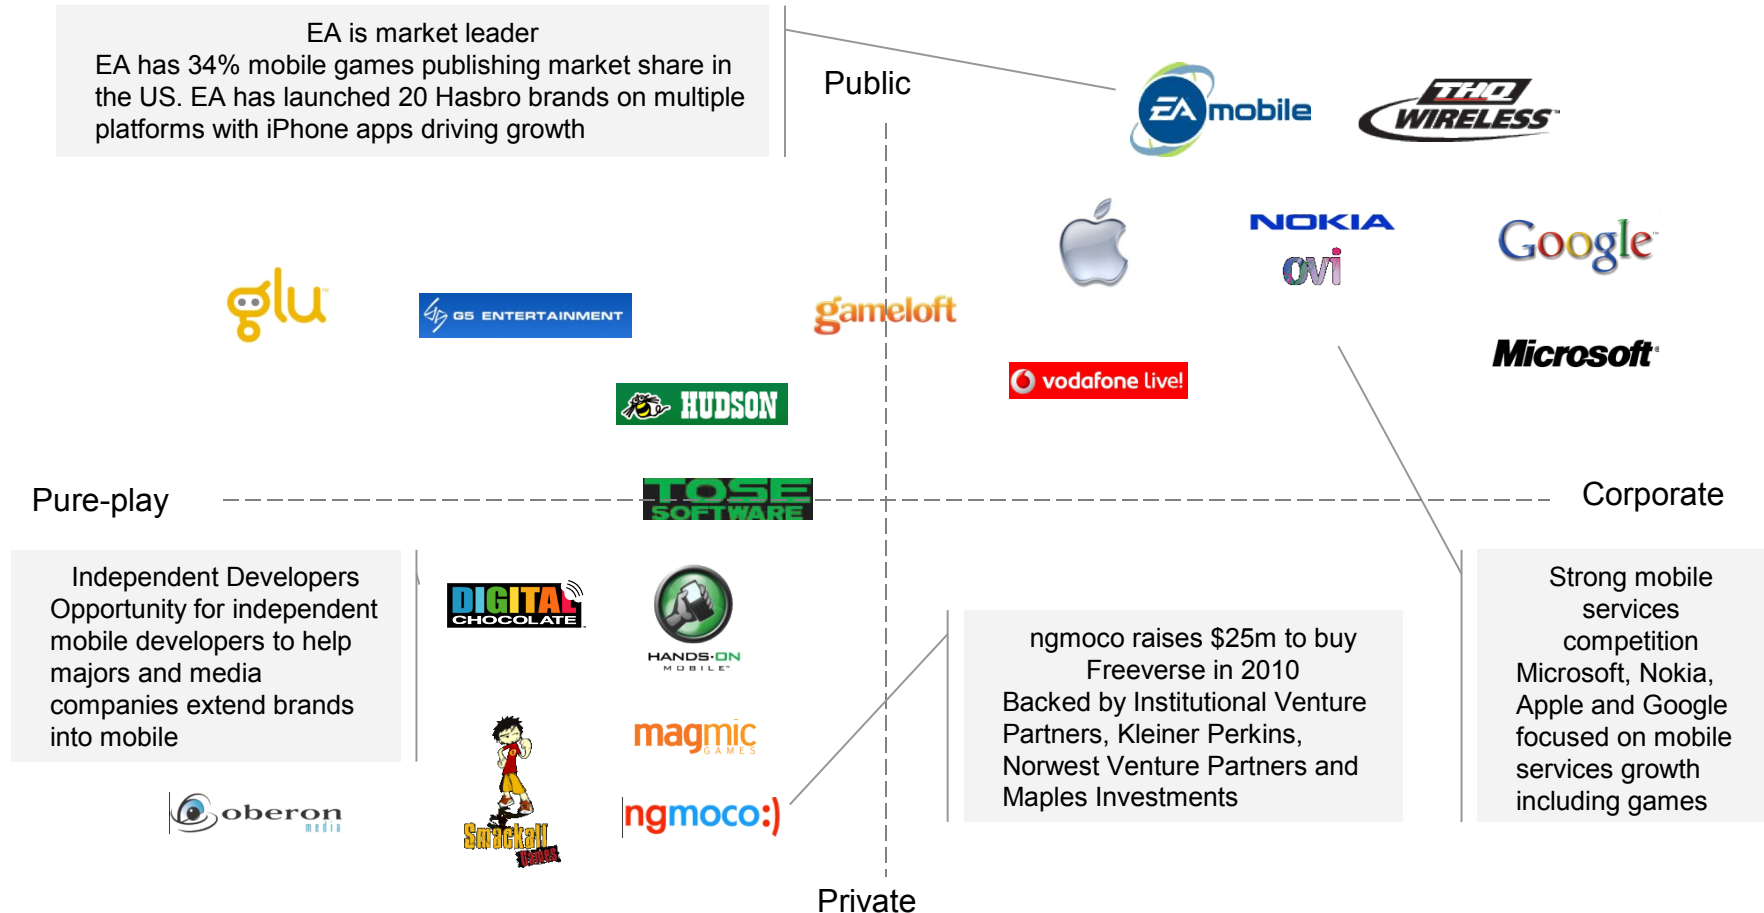 EA is market leader
EA has 34% mobile games publishing market share in
the US. EA has launched 20 Hasbro brands on multiple
platforms with iPhone apps driving growth
Public
EA mobile
THQ
WIRELESS™
NOKIA
ovi
Google™
glu™
G5 ENTERTAINMENT
gameloft
Microsoft®
vodafone live!
HUDSON
Pure-play
TOSE
SOFTWARE
Corporate
Independent Developers
Opportunity for independent
mobile developers to help
majors and media
companies extend brands
into mobile
DIGITAL
CHOCOLATE
HANDS-ON
MOBILE™
ngmoco raises $25m to buy
Freeverse in 2010
Backed by Institutional Venture
Partners, Kleiner Perkins,
Norwest Venture Partners and
Maples Investments
Strong mobile
services
competition
Microsoft, Nokia,
Apple and Google
focused on mobile
services growth
including games
magmic
GAMES
oberon
media
Smackall
Games
ngmoco:)
Private